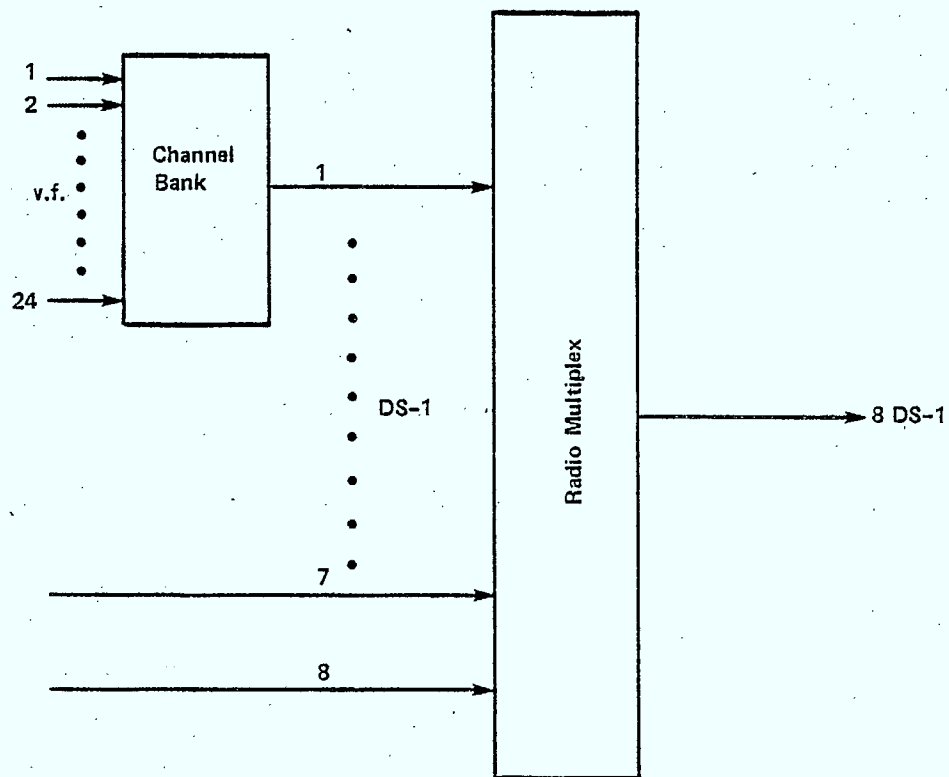 1
2
v.f.
24
Channel
Bank
1
DS-1
7
8
Radio Multiplex
8 DS-1